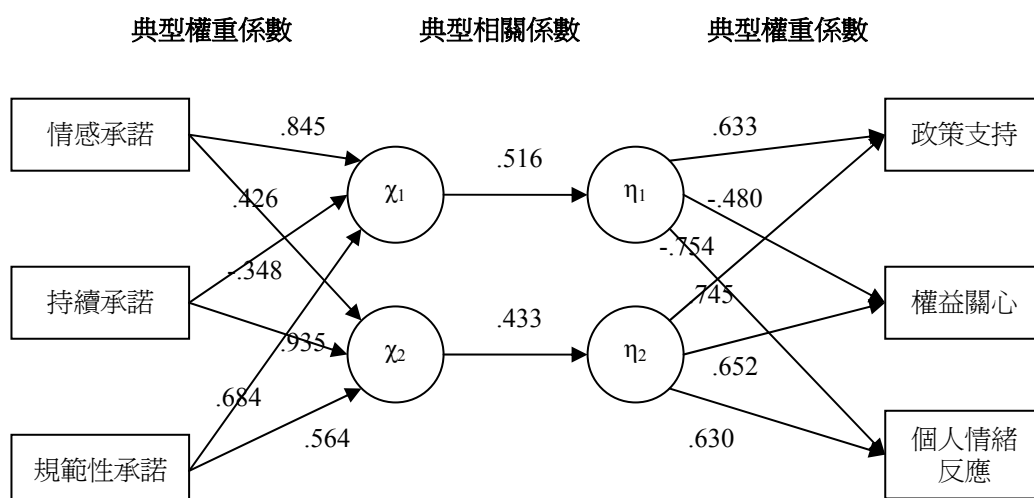 典型權重係數 典型相關係數 典型權重係數
情感承諾 .845 .633 政策支持
.516
χ1 η1
.426 -.480
-.348 -.754
持續承諾 .745 權益關心
.433
.935 χ2 η2
.652
.684
.564 .630
規範性承諾 個人情緒
反應